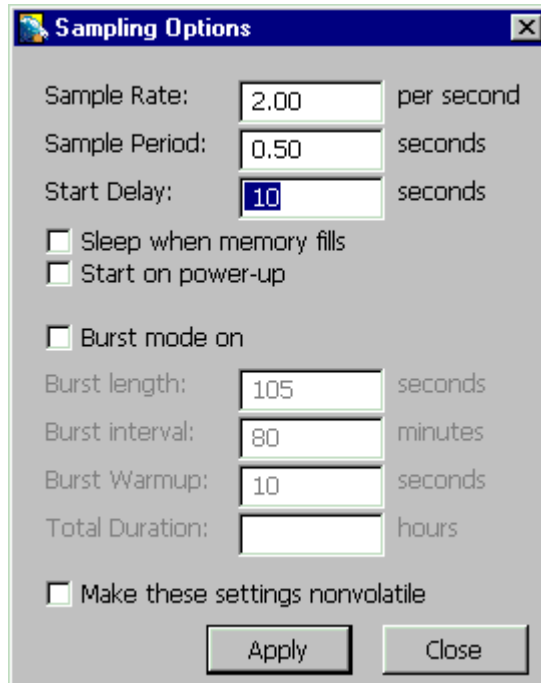 Sampling Options
Sample Rate: 2.00 per second
Sample Period: 0.50 seconds
Start Delay: 10 seconds
Sleep when memory fills
Start on power-up
Burst mode on
Burst length: 105 seconds
Burst interval: 80 minutes
Burst Warmup: 10 seconds
Total Duration: hours
Make these settings nonvolatile
Apply Close